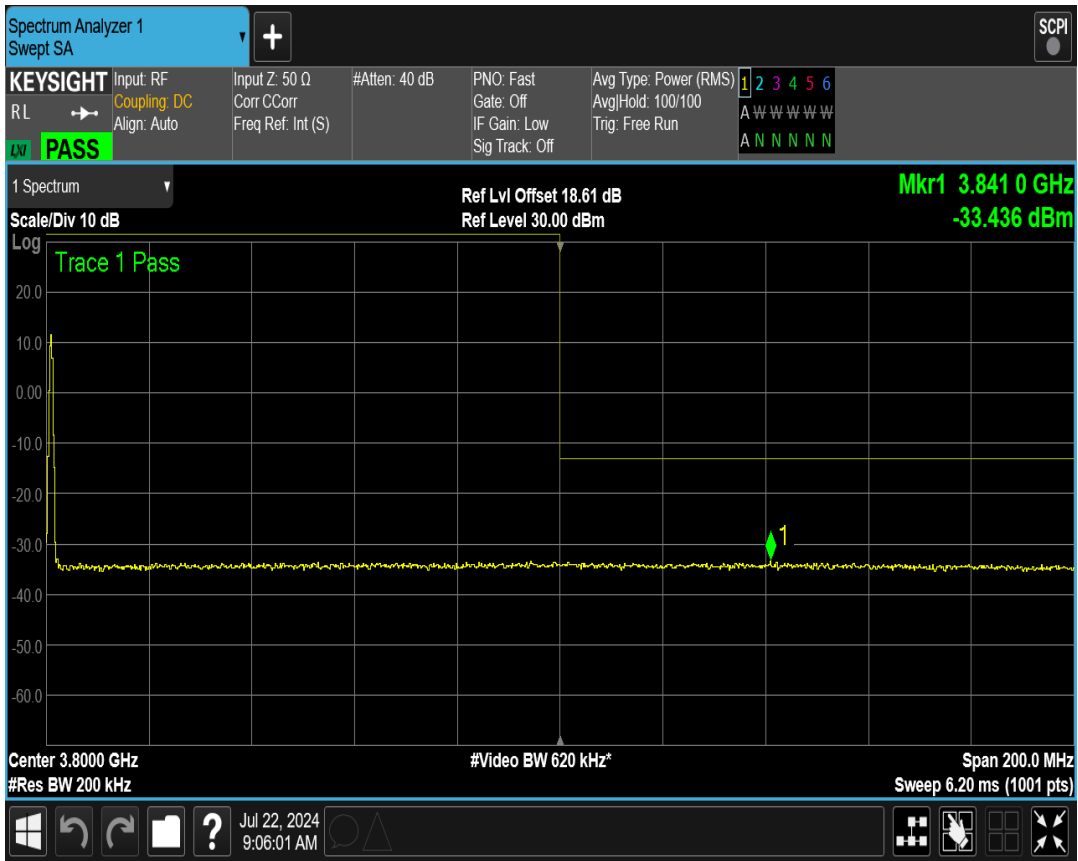 Spectrum Analyzer 1
Swept SA
+
SCPI
KEYSIGHT
R L
LXI PASS
Input: RF
Coupling: DC
Align: Auto
Input Z: 50 Ω
Corr CCorr
Freq Ref: Int (S)
#Atten: 40 dB
PNO: Fast
Gate: Off
IF Gain: Low
Sig Track: Off
Avg Type: Power (RMS)
Avg|Hold: 100/100
Trig: Free Run
1 2 3 4 5 6
A W W W W W
A N N N N N
1 Spectrum
Scale/Div 10 dB
Ref Lvl Offset 18.61 dB
Ref Level 30.00 dBm
Mkr1 3.841 0 GHz
-33.436 dBm
Log
Trace 1 Pass
20.0
10.0
0.00
-10.0
-20.0
-30.0
-40.0
-50.0
-60.0
1
Center 3.8000 GHz
#Res BW 200 kHz
#Video BW 620 kHz*
Span 200.0 MHz
Sweep 6.20 ms (1001 pts)
?
Jul 22, 2024
9:06:01 AM